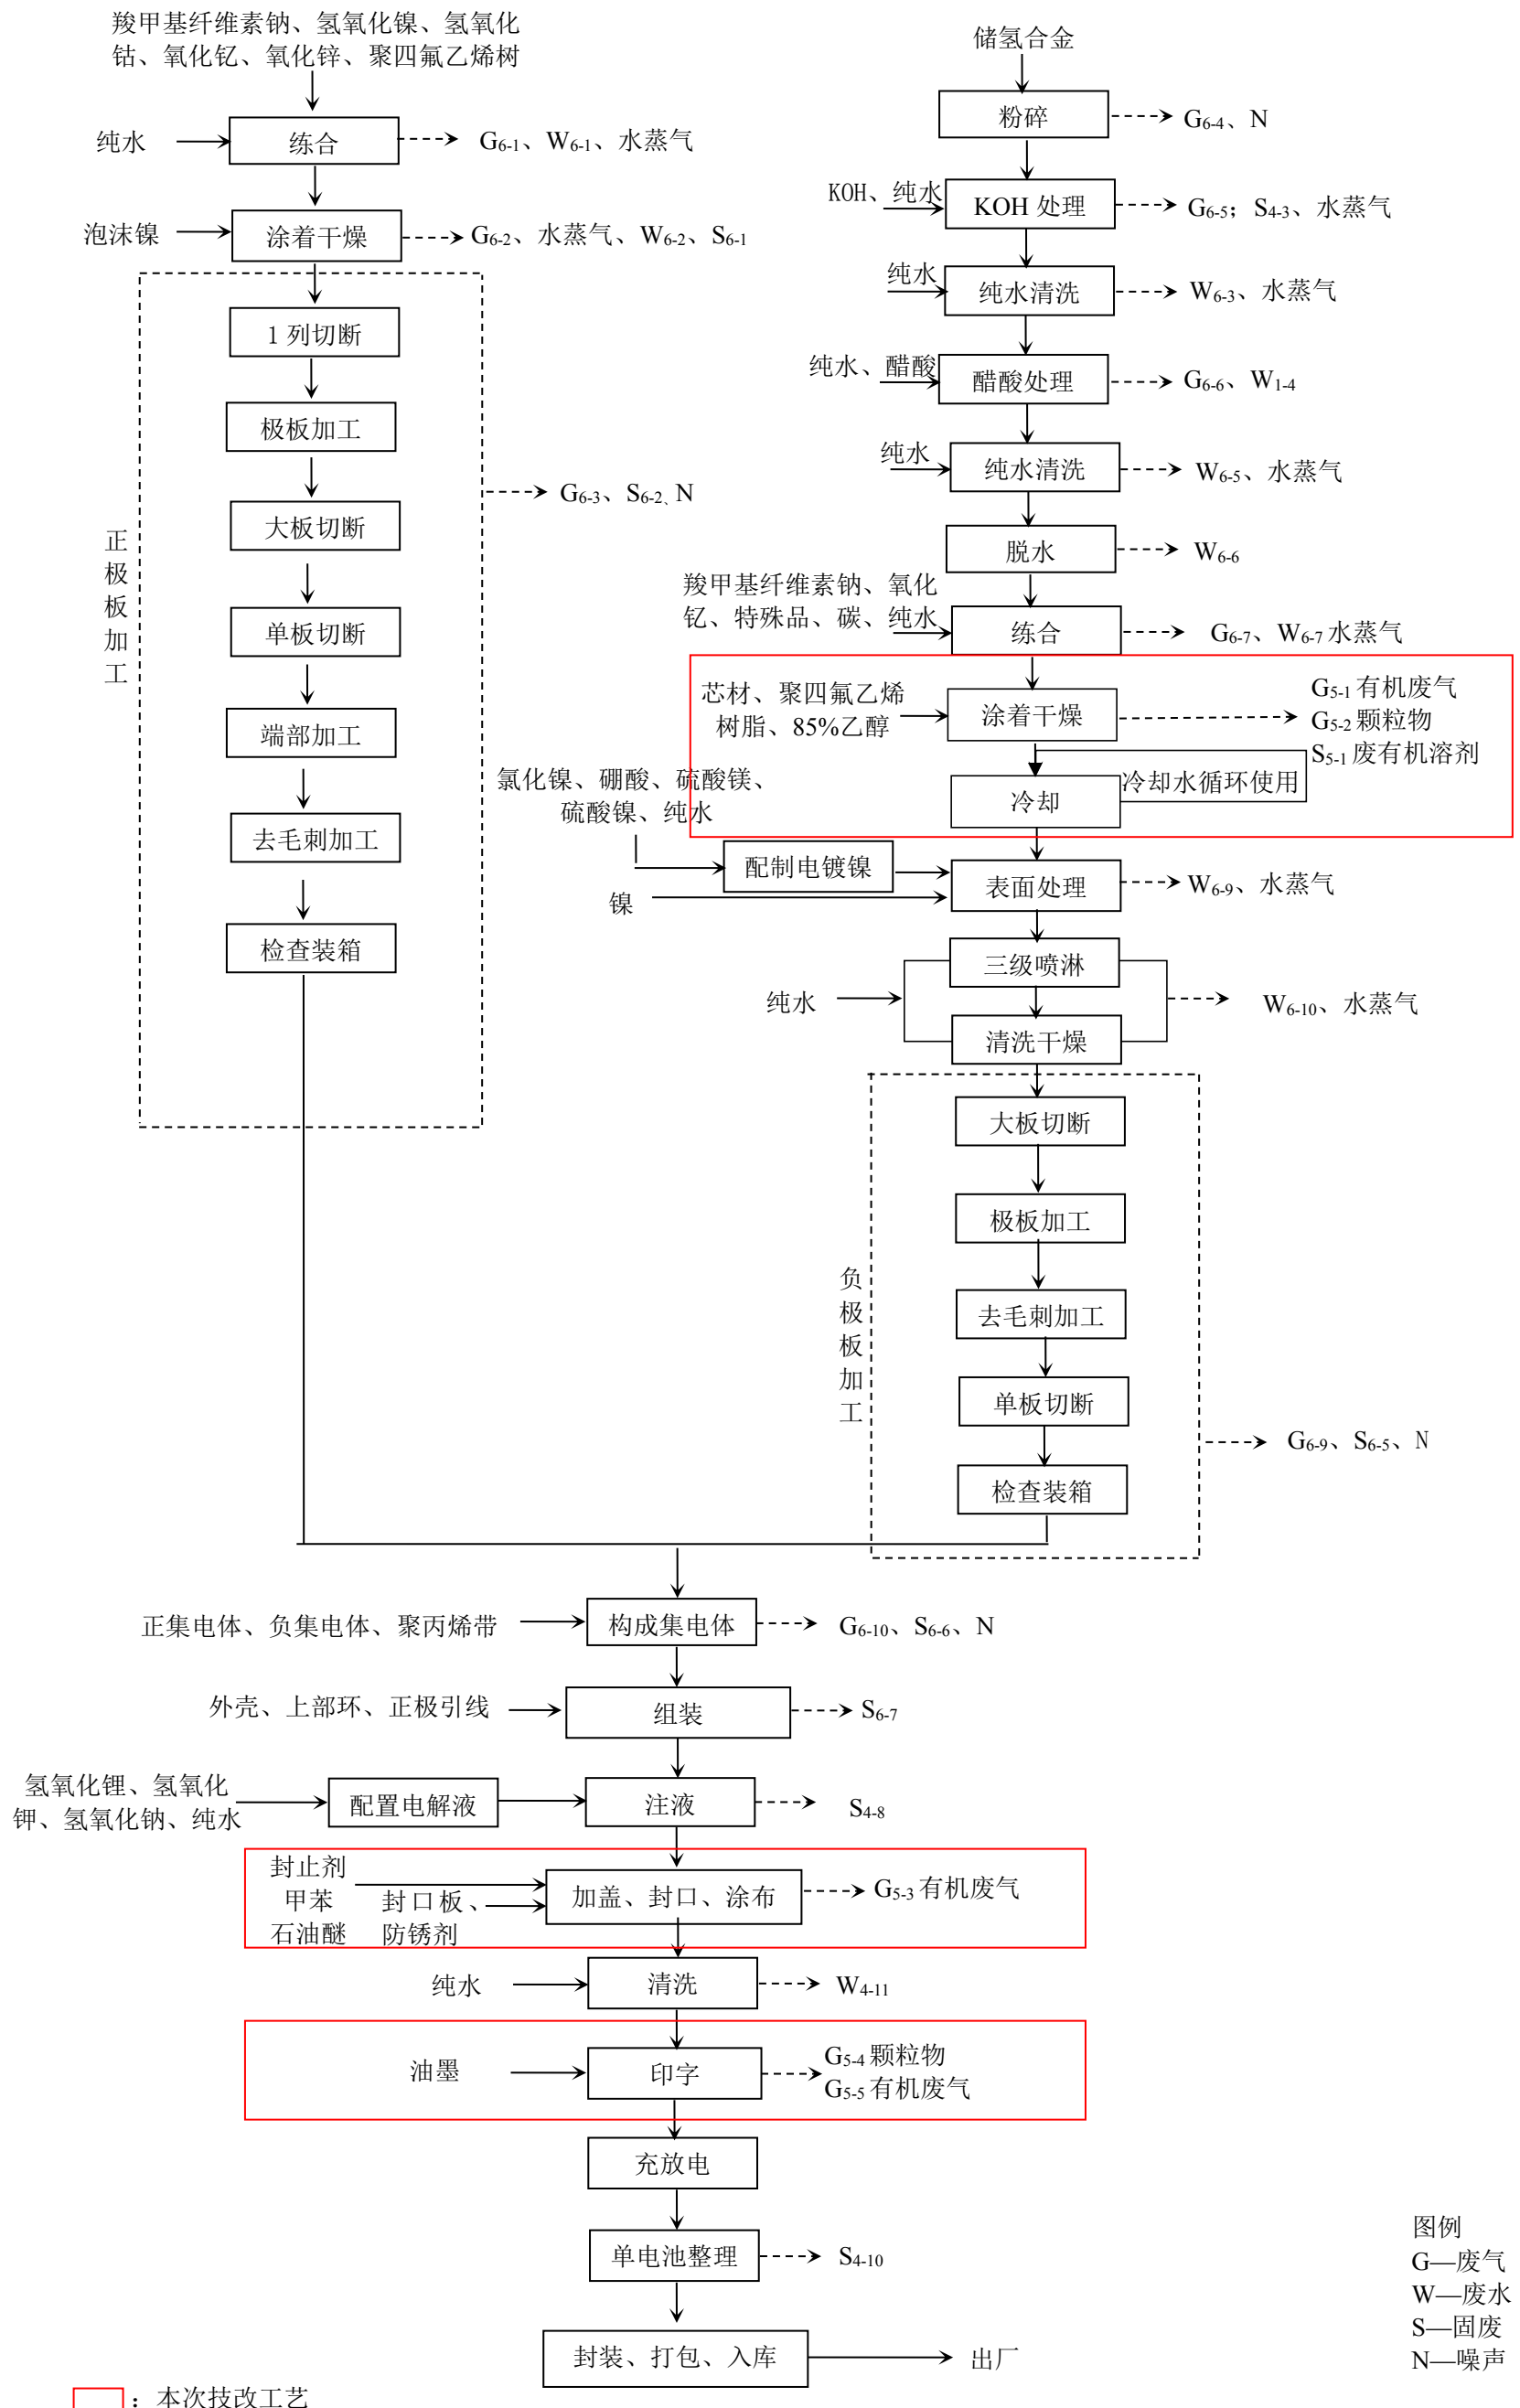 羧甲基纤维素钠、氢氧化镍、氢氧化
钴、氧化钇、氧化锌、聚四氟乙烯树
纯水
练合
G6-1、W6-1、水蒸气
泡沫镍
涂着干燥
G6-2、水蒸气、W6-2、S6-1
正极板加工
1 列切断
极板加工
大板切断
单板切断
端部加工
去毛刺加工
检查装箱
G6-3、S6-2、N
储氢合金
粉碎
G6-4、N
KOH、纯水
KOH 处理
G6-5；S4-3、水蒸气
纯水
纯水清洗
W6-3、水蒸气
纯水、醋酸
醋酸处理
G6-6、W1-4
纯水
纯水清洗
W6-5、水蒸气
脱水
W6-6
羧甲基纤维素钠、氧化
钇、特殊品、碳、纯水
练合
G6-7、W6-7 水蒸气
芯材、聚四氟乙烯
树脂、85%乙醇
涂着干燥
G5-1 有机废气
G5-2 颗粒物
S5-1 废有机溶剂
冷却
冷却水循环使用
氯化镍、硼酸、硫酸镁、
硫酸镍、纯水
配制电镀镍
镍
表面处理
W6-9、水蒸气
三级喷淋
纯水
W6-10、水蒸气
清洗干燥
负极板加工
大板切断
极板加工
去毛刺加工
单板切断
检查装箱
G6-9、S6-5、N
正集电体、负集电体、聚丙烯带
构成集电体
G6-10、S6-6、N
外壳、上部环、正极引线
组装
S6-7
氢氧化锂、氢氧化
钾、氢氧化钠、纯水
配置电解液
注液
S4-8
封止剂
甲苯
石油醚
封口板、
防锈剂
加盖、封口、涂布
G5-3 有机废气
纯水
清洗
W4-11
油墨
印字
G5-4 颗粒物
G5-5 有机废气
充放电
单电池整理
S4-10
封装、打包、入库
出厂
图例
G—废气
W—废水
S—固废
N—噪声
：本次技改工艺